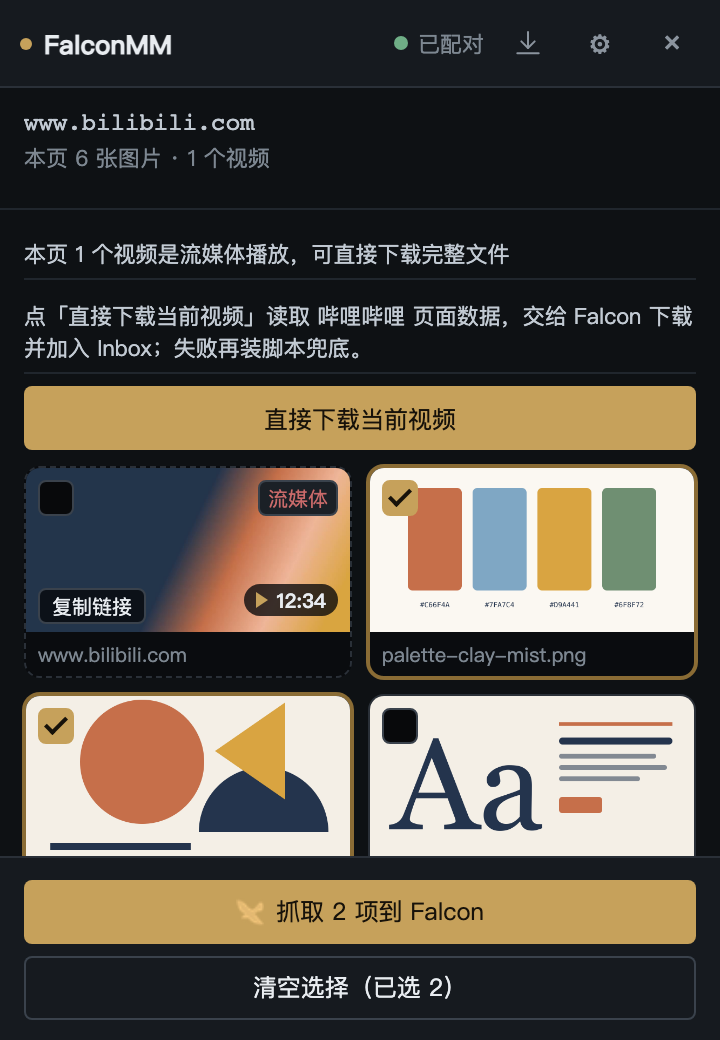 FalconMM
已配对
www.bilibili.com
本页 6 张图片 · 1 个视频
本页 1 个视频是流媒体播放，可直接下载完整文件
点「直接下载当前视频」读取 哔哩哔哩 页面数据，交给 Falcon 下载
并加入 Inbox；失败再装脚本兜底。
直接下载当前视频
流媒体
复制链接
12:34
www.bilibili.com
#C66F4A
#7FA7C4
#D9A441
#6F8F72
palette-clay-mist.png
Aa
抓取 2 项到 Falcon
清空选择（已选 2）